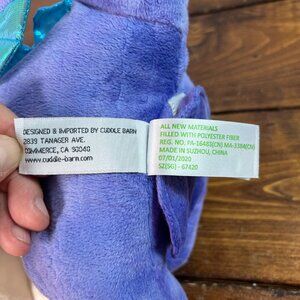 DESIGNED & IMPORTED BY CUDDLE BARN
2839 TANAGER AVE.
COMMERCE, CA 90040
www.cuddle-barn.com
ALL NEW MATERIALS
FILLED WITH POLYESTER FIBER
REG. NO. PA-16483(CN) MA-3384(CN)
MADE IN SUZHOU, CHINA
07/01/2020
SZ(SG) - 67420